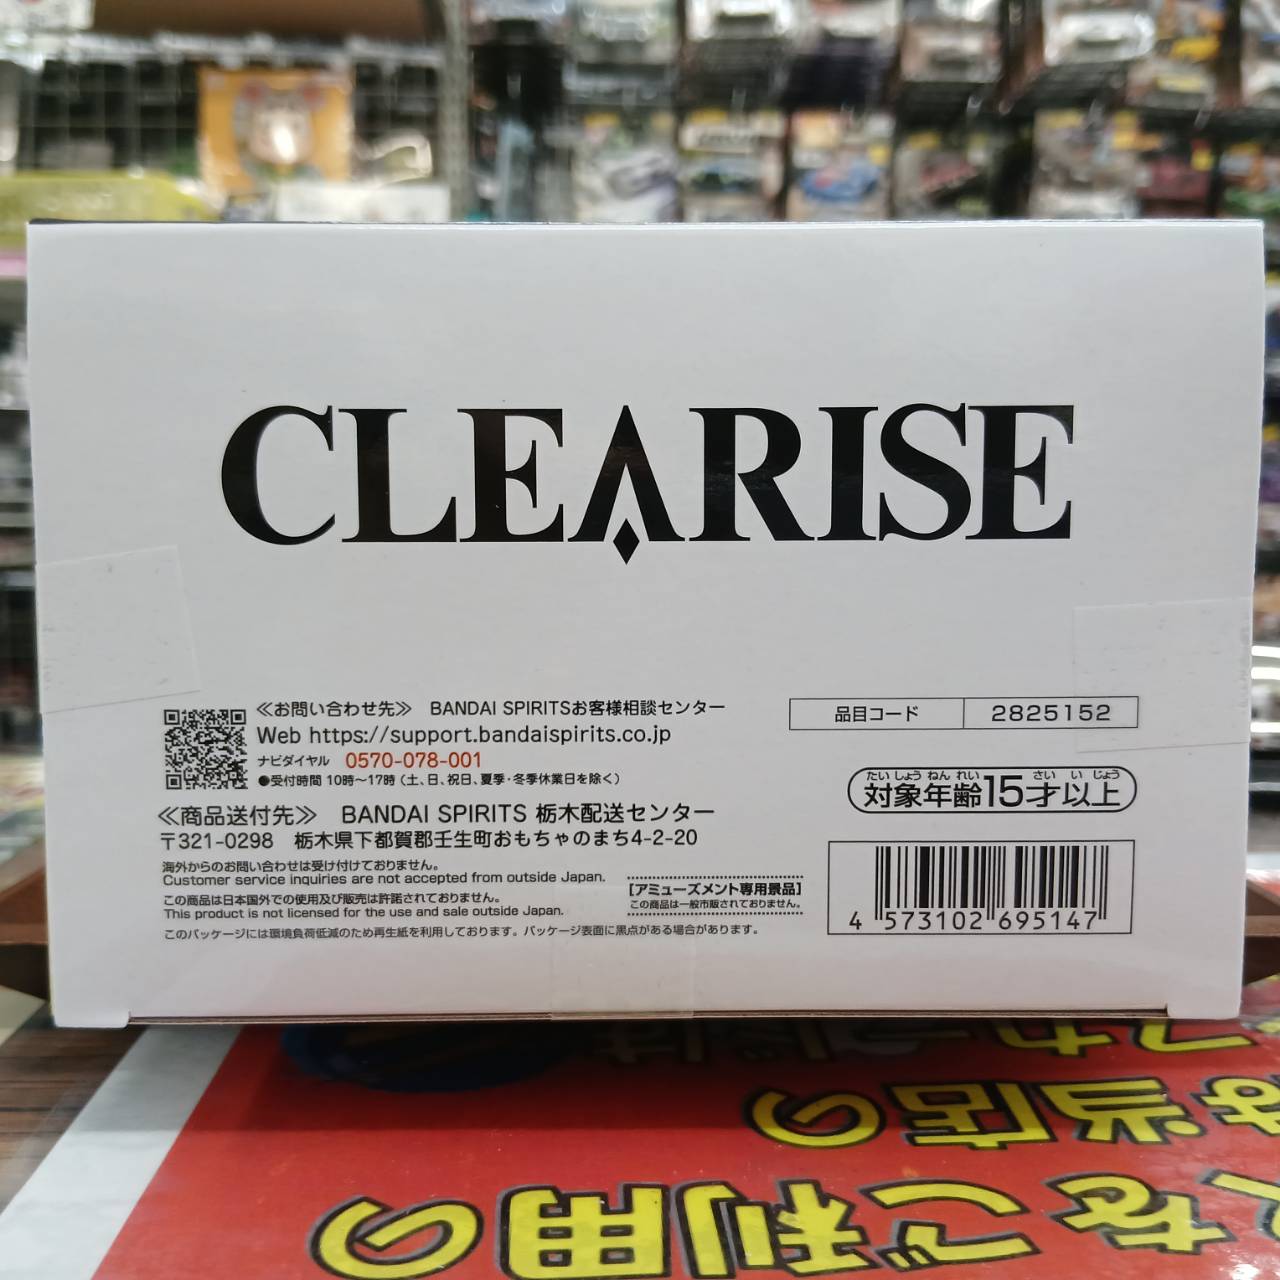 CLEARISE
≪お問い合わせ先≫ BANDAI SPIRITSお客様相談センター
Web https://support.bandaispirits.co.jp
ナビダイヤル 0570-078-001
●受付時間 10時～17時（土、日、祝日、夏季・冬季休業日を除く）
≪商品送付先≫ BANDAI SPIRITS 栃木配送センター
〒321-0298 栃木県下都賀郡壬生町おもちゃのまち4-2-20
海外からのお問い合わせは受け付けておりません。
Customer service inquiries are not accepted from outside Japan.
この商品は日本国外での使用及び販売は許諾されておりません。
This product is not licensed for the use and sale outside Japan.
このパッケージには環境負荷低減のため再生紙を利用しております。パッケージ表面に黒点がある場合があります。
[アミューズメント専用景品]
この商品は一般市販されておりません。
品目コード 2825152
たいしょうねんれい さいいじょう
対象年齢15才以上
4 573102 695147
は当店の
をご利用の